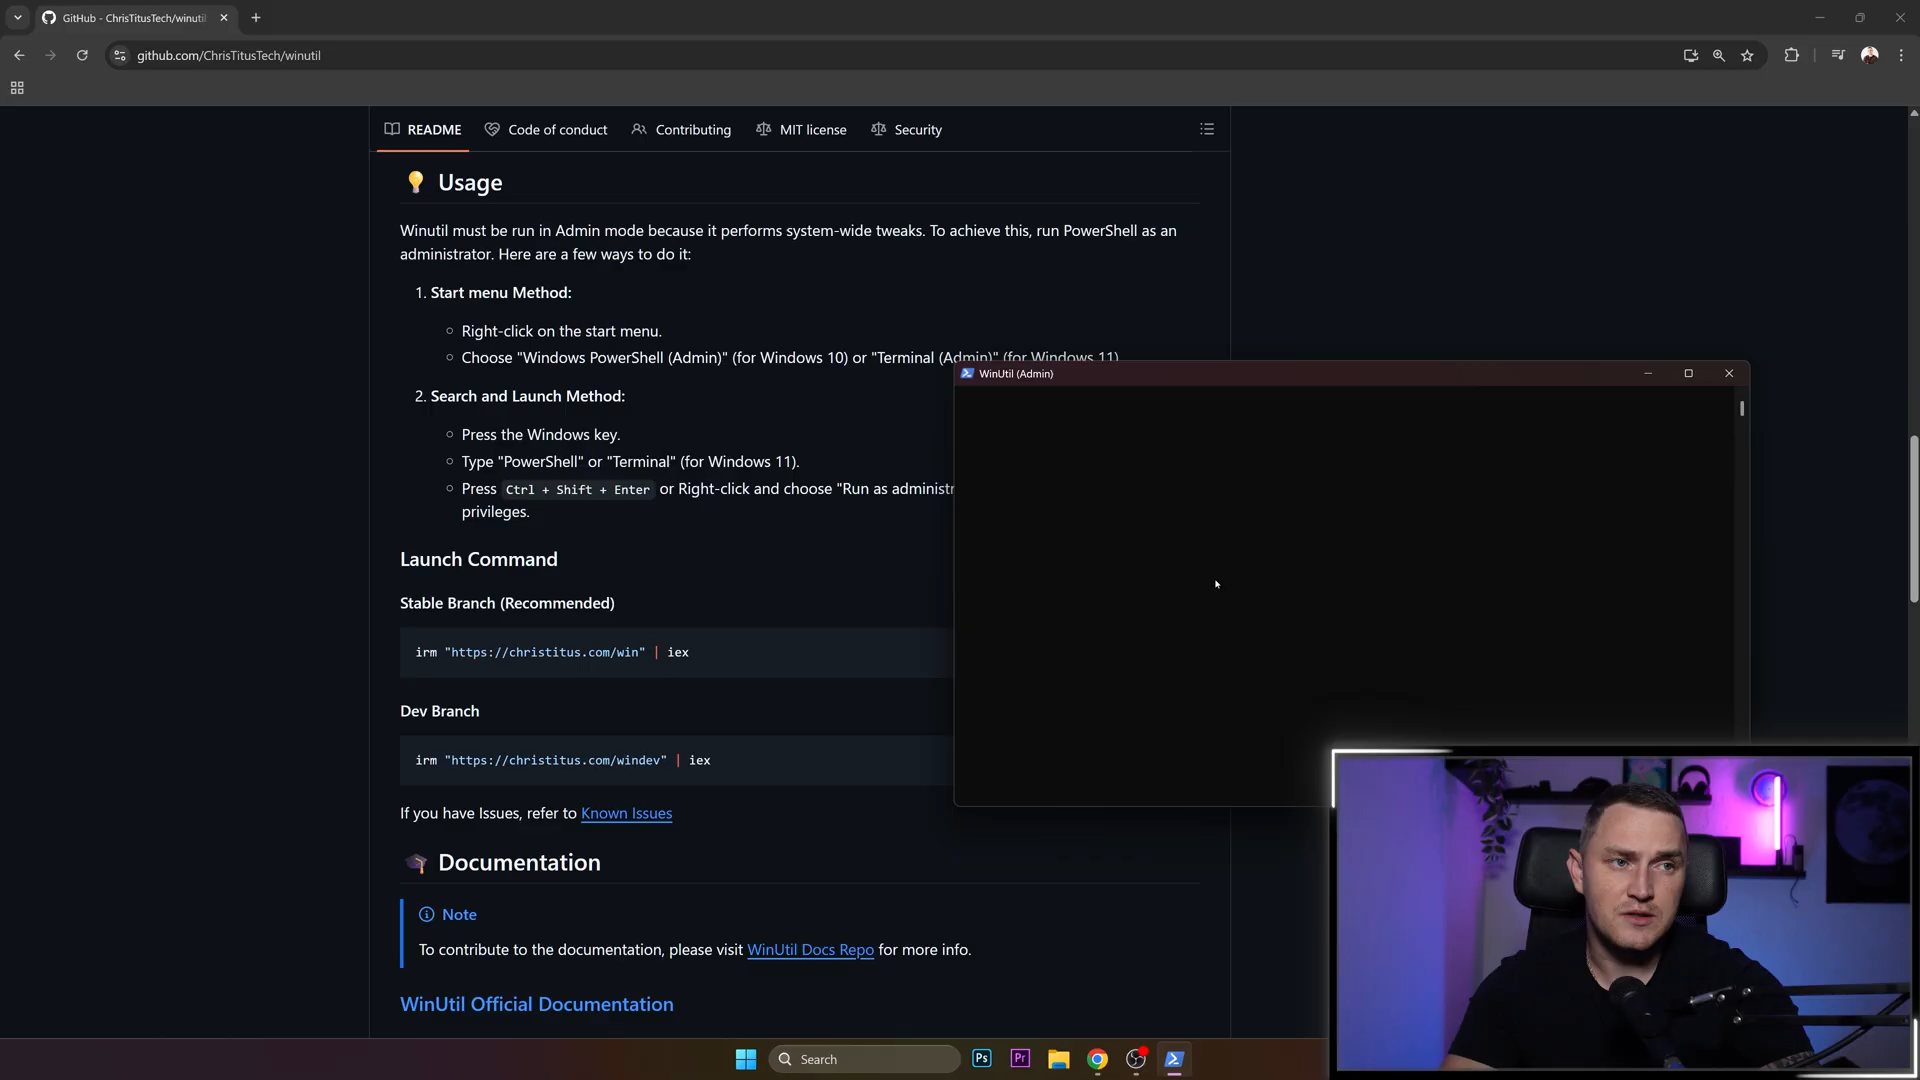 GitHub - ChrisTitusTech/winutil
github.com/ChrisTitusTech/winutil
README
Code of conduct
Contributing
MIT license
Security
Usage
Winutil must be run in Admin mode because it performs system-wide tweaks. To achieve this, run PowerShell as an
administrator. Here are a few ways to do it:
1. Start menu Method:
Right-click on the start menu.
Choose "Windows PowerShell (Admin)" (for Windows 10) or "Terminal (Admin)" (for Windows 11)
WinUtil (Admin)
2. Search and Launch Method:
Press the Windows key.
Type "PowerShell" or "Terminal" (for Windows 11).
Press Ctrl + Shift + Enter or Right-click and choose "Run as administr
privileges.
Launch Command
Stable Branch (Recommended)
irm "https://christitus.com/win" | iex
Dev Branch
irm "https://christitus.com/windev" | iex
If you have Issues, refer to Known Issues
Documentation
Note
To contribute to the documentation, please visit WinUtil Docs Repo for more info.
WinUtil Official Documentation
Search
Ps
Pr